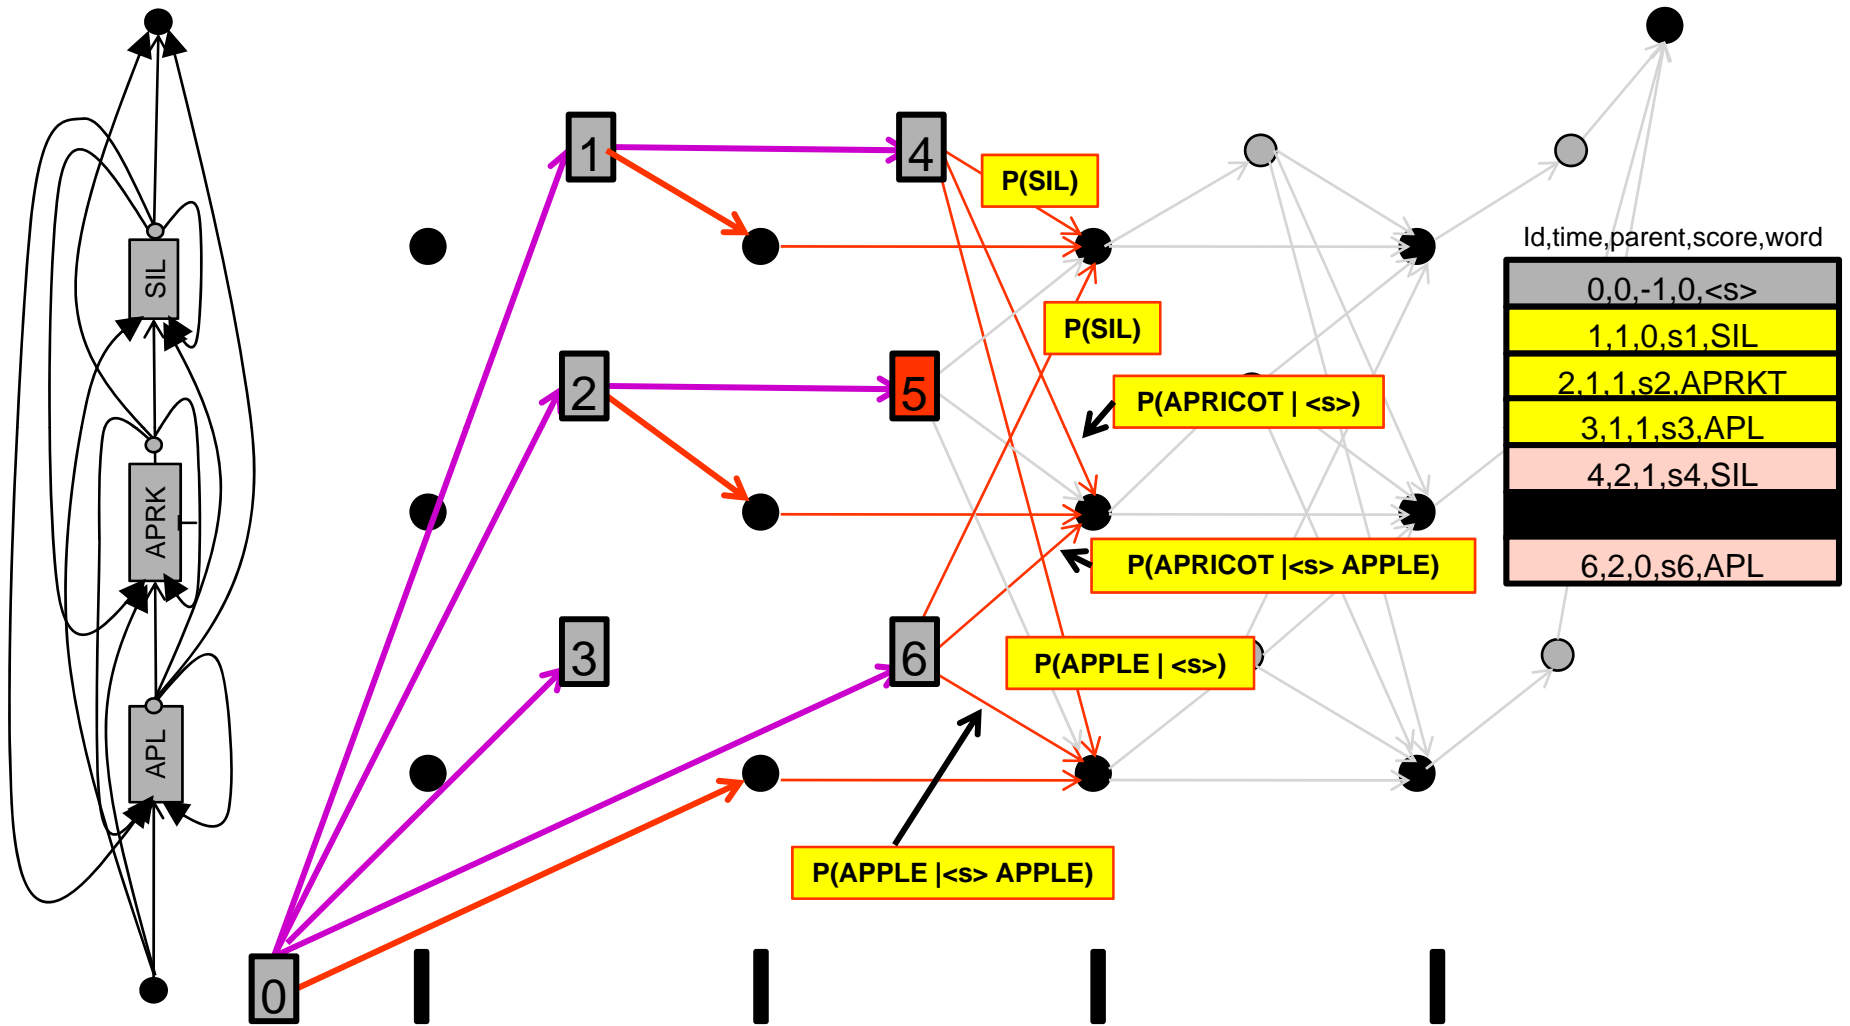 SIL
APRK
T
APL
0
1
2
3
4
5
6
P(SIL)
P(SIL)
P(APRICOT | <s>)
P(APRICOT |<s> APPLE)
P(APPLE | <s>)
P(APPLE |<s> APPLE)
Id,time,parent,score,word
0,0,-1,0,<s>
1,1,0,s1,SIL
2,1,1,s2,APRKT
3,1,1,s3,APL
4,2,1,s4,SIL
6,2,0,s6,APL